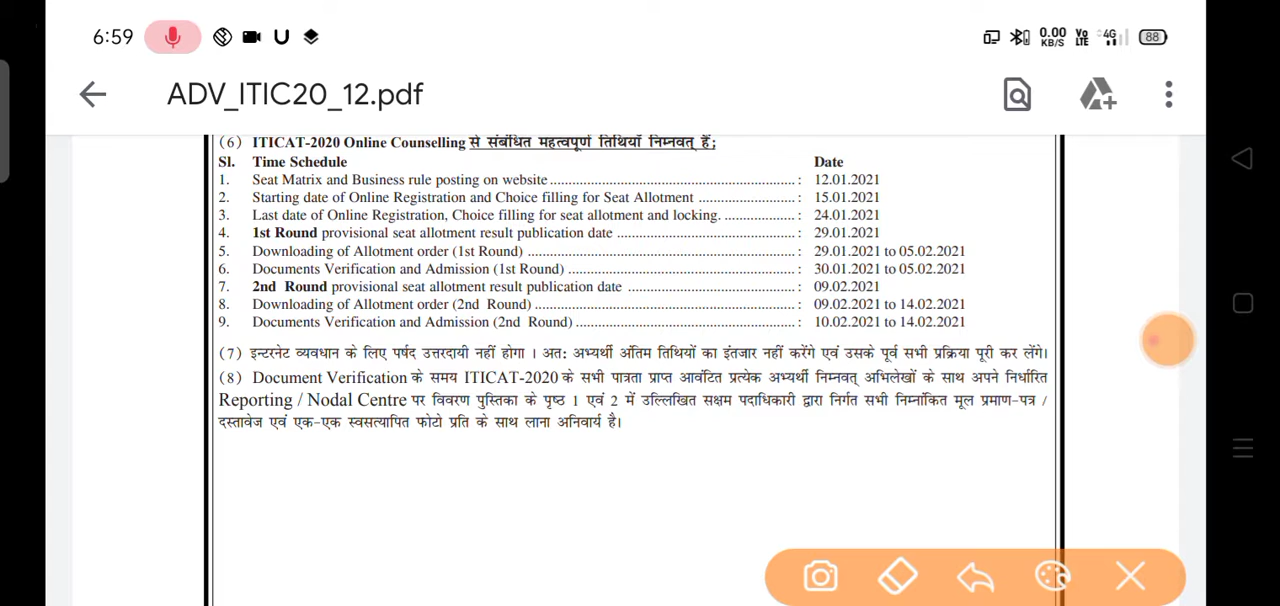 6:59 0.00 KB/S Vo LTE 4G 88
ADV_ITIC20_12.pdf
(6) ITICAT-2020 Online Counselling से संबंधित महत्वपूर्ण तिथियाँ निम्नवत् हैं;
Sl. Time Schedule Date
1. Seat Matrix and Business rule posting on website : 12.01.2021
2. Starting date of Online Registration and Choice filling for Seat Allotment : 15.01.2021
3. Last date of Online Registration, Choice filling for seat allotment and locking. : 24.01.2021
4. 1st Round provisional seat allotment result publication date : 29.01.2021
5. Downloading of Allotment order (1st Round) : 29.01.2021 to 05.02.2021
6. Documents Verification and Admission (1st Round) : 30.01.2021 to 05.02.2021
7. 2nd Round provisional seat allotment result publication date : 09.02.2021
8. Downloading of Allotment order (2nd Round) : 09.02.2021 to 14.02.2021
9. Documents Verification and Admission (2nd Round) : 10.02.2021 to 14.02.2021
(7) इन्टरनेट व्यवधान के लिए पर्षद उत्तरदायी नहीं होगा । अत: अभ्यर्थी अंतिम तिथियों का इंतजार नहीं करेंगे एवं उसके पूर्व सभी प्रक्रिया पूरी कर लेंगे।
(8) Document Verification के समय ITICAT-2020 के सभी पात्रता प्राप्त आवंटित प्रत्येक अभ्यर्थी निम्नवत् अभिलेखों के साथ अपने निर्धारित
Reporting / Nodal Centre पर विवरण पुस्तिका के पृष्ठ 1 एवं 2 में उल्लिखित सक्षम पदाधिकारी द्वारा निर्गत सभी निम्नांकित मूल प्रमाण-पत्र /
दस्तावेज एवं एक-एक स्वसत्यापित फोटो प्रति के साथ लाना अनिवार्य है।